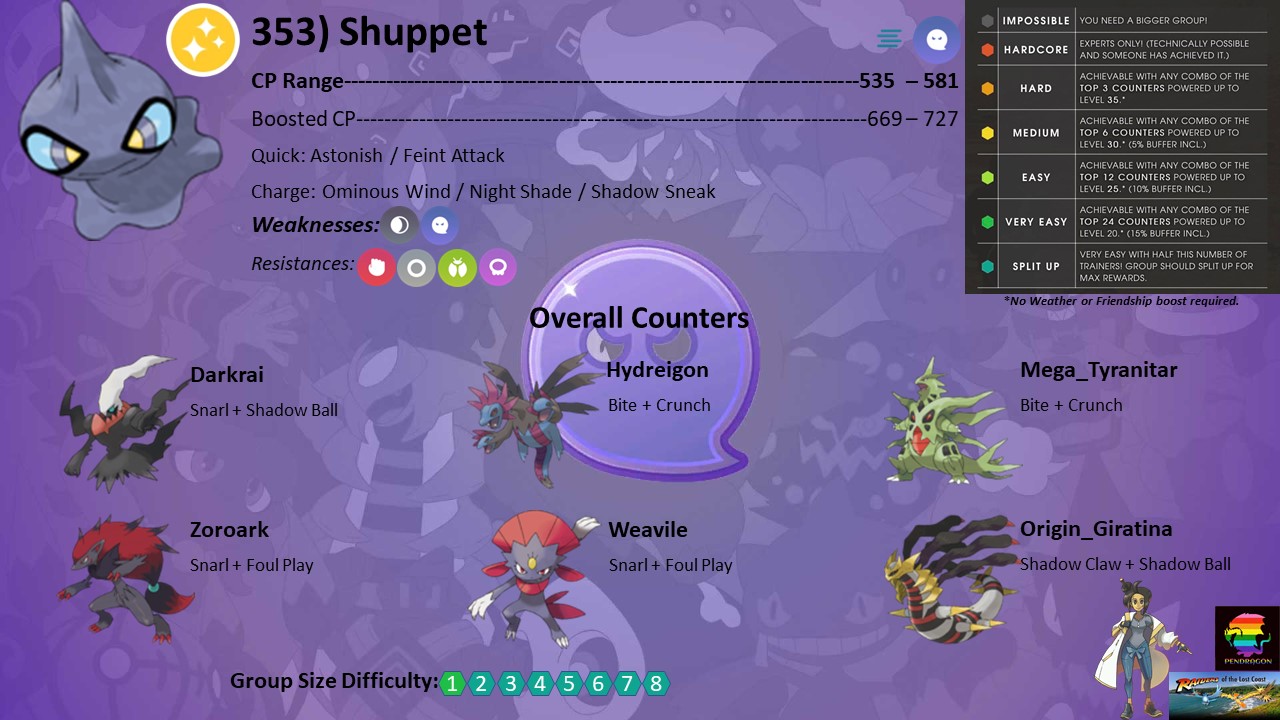 353) Shuppet
CP Range---535 – 581
Boosted CP---669 – 727
Quick: Astonish / Feint Attack
Charge: Ominous Wind / Night Shade / Shadow Sneak
Weaknesses:
Resistances:
IMPOSSIBLE YOU NEED A BIGGER GROUP!
HARDCORE EXPERTS ONLY! (TECHNICALLY POSSIBLE
AND SOMEONE HAS ACHIEVED IT.)
HARD ACHIEVABLE WITH ANY COMBO OF THE
TOP 3 COUNTERS POWERED UP TO
LEVEL 35.*
MEDIUM ACHIEVABLE WITH ANY COMBO OF THE
TOP 6 COUNTERS POWERED UP TO
LEVEL 30.* (5% BUFFER INCL.)
EASY ACHIEVABLE WITH ANY COMBO OF THE
TOP 12 COUNTERS POWERED UP TO
LEVEL 25.* (10% BUFFER INCL.)
VERY EASY ACHIEVABLE WITH ANY COMBO OF THE
TOP 24 COUNTERS POWERED UP TO
LEVEL 20.* (15% BUFFER INCL.)
SPLIT UP VERY EASY WITH HALF THIS NUMBER OF
TRAINERS! GROUP SHOULD SPLIT UP FOR
MAX REWARDS.
*No Weather or Friendship boost required.
Overall Counters
Darkrai
Snarl + Shadow Ball
Hydreigon
Bite + Crunch
Mega_Tyranitar
Bite + Crunch
Zoroark
Snarl + Foul Play
Weavile
Snarl + Foul Play
Origin_Giratina
Shadow Claw + Shadow Ball
Group Size Difficulty: 1 2 3 4 5 6 7 8
PENDRAGON
RAIDERS of the Lost Coast